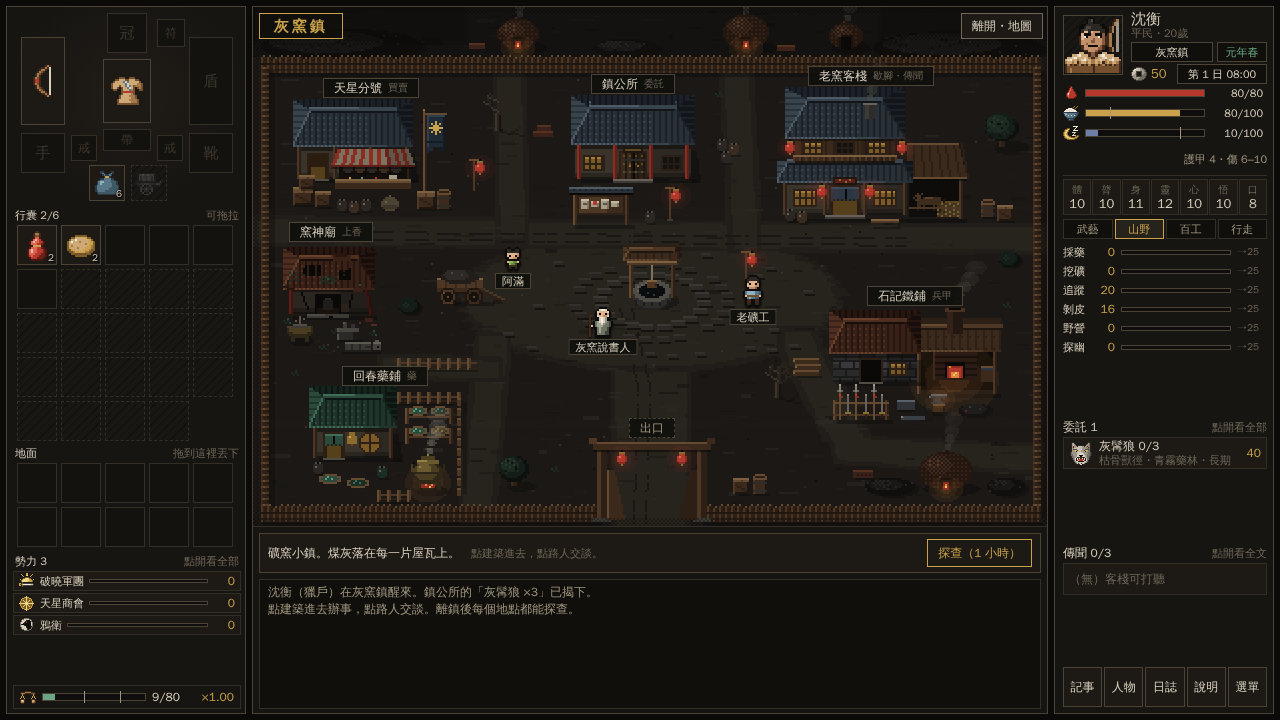 冠
符
盾
手
戒
帶
戒
靴
6
行囊 2/6
可拖拉
2
2
地面
拖到這裡丟下
勢力 3
點開看全部
破曉軍團
0
天星商會
0
鴉衛
0
9/80
×1.00
灰窯鎮
離開・地圖
天星分號 買賣
鎮公所 委託
老窯客棧 歇腳・傳聞
窯神廟 上香
阿滿
老礦工
灰窯說書人
石記鐵鋪 兵甲
回春藥鋪 藥
出口
礦窯小鎮。煤灰落在每一片屋瓦上。
點建築進去,點路人交談。
探查（1 小時）
沈衡（獵戶）在灰窯鎮醒來。鎮公所的「灰鬃狼 ×3」已揭下。
點建築進去辦事，點路人交談。離鎮後每個地點都能探查。
沈衡
平民・20歲
灰窯鎮
元年春
50
第 1 日 08:00
80/80
80/100
10/100
護甲 4・傷 6–10
體 膂 身 靈 心 悟 口
10 10 11 12 10 10 8
武藝
山野
百工
行走
採藥 0 →25
挖礦 0 →25
追蹤 20 →25
剝皮 16 →25
野營 0 →25
探幽 0 →25
委託 1
點開看全部
灰鬃狼 0/3
枯骨獸徑・青霧藥林・長期
40
傳聞 0/3
點開看全文
（無）客棧可打聽
記事
人物
日誌
說明
選單